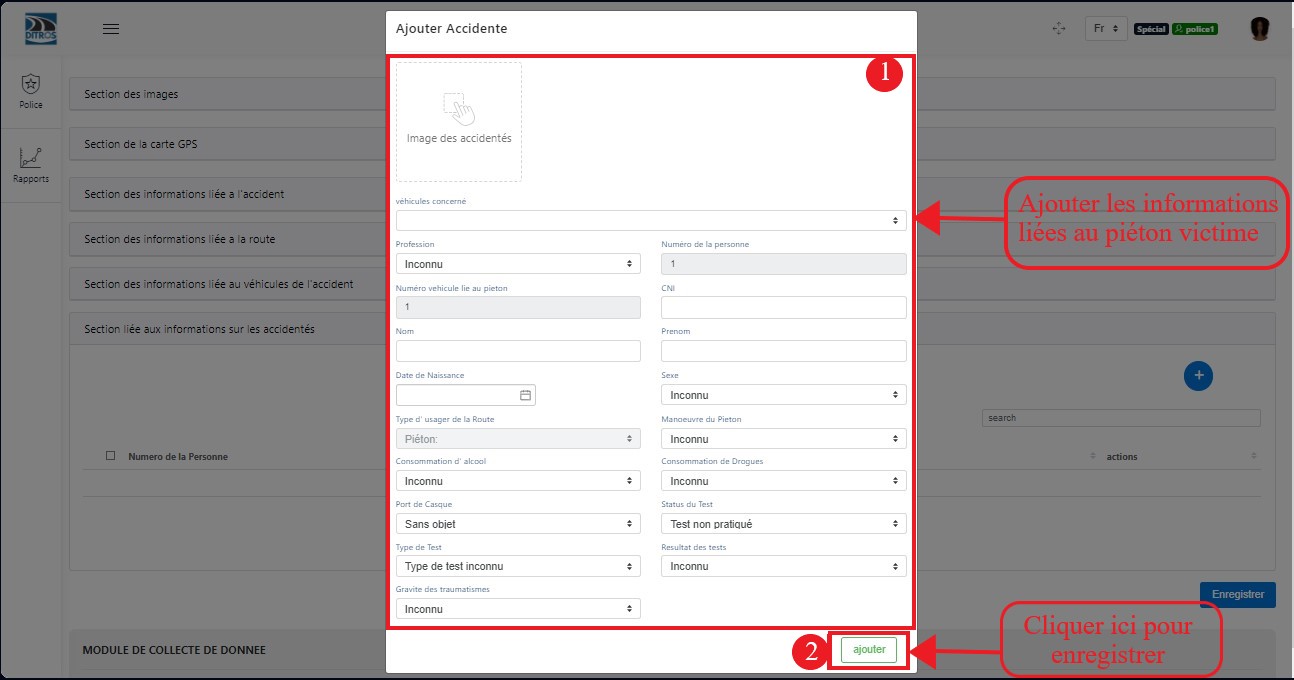 Ajouter Accidente
DITROS
Fr
Spécial
police1
Police
Rapports
Section des images
Section de la carte GPS
Section des informations liée a l'accident
Section des informations liée a la route
Section des informations liée au véhicules de l'accident
Section liée aux informations sur les accidentés
1
Image des accidentés
véhicules concerné
Profession
Numéro de la personne
Inconnu
1
Numéro vehicule lie au pieton
CNI
1
Nom
Prenom
Date de Naissance
Sexe
Inconnu
Type d' usager de la Route
Manoeuvre du Pieton
Piéton:
Inconnu
Consommation d' alcool
Consommation de Drogues
Inconnu
Inconnu
Port de Casque
Status du Test
Sans objet
Test non pratiqué
Type de Test
Resultat des tests
Type de test inconnu
Inconnu
Gravite des traumatismes
Inconnu
2
ajouter
Ajouter les informations
liées au piéton victime
+
search
Numero de la Personne
actions
Enregistrer
Cliquer ici pour
enregistrer
MODULE DE COLLECTE DE DONNEE